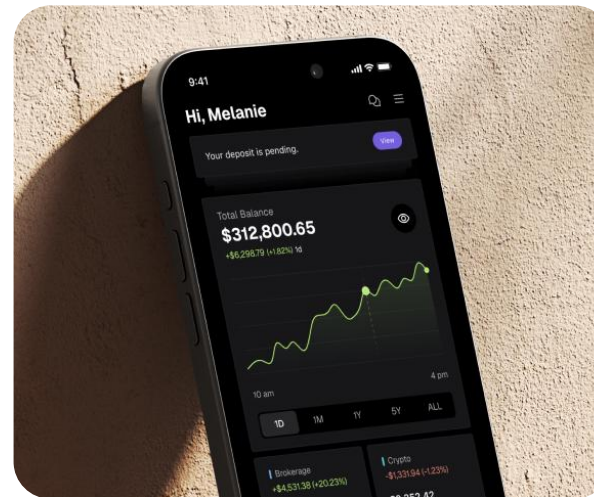 9:41
Hi, Melanie
Your deposit is pending.
View
Total Balance
$312,800.65
+$6,298.79 (+1.82%) 1d
10 am
4 pm
1D 1M 1Y 5Y ALL
Brokerage
+$4,531.38 (+20.23%)
Crypto
-$1,331.94 (-1.23%)